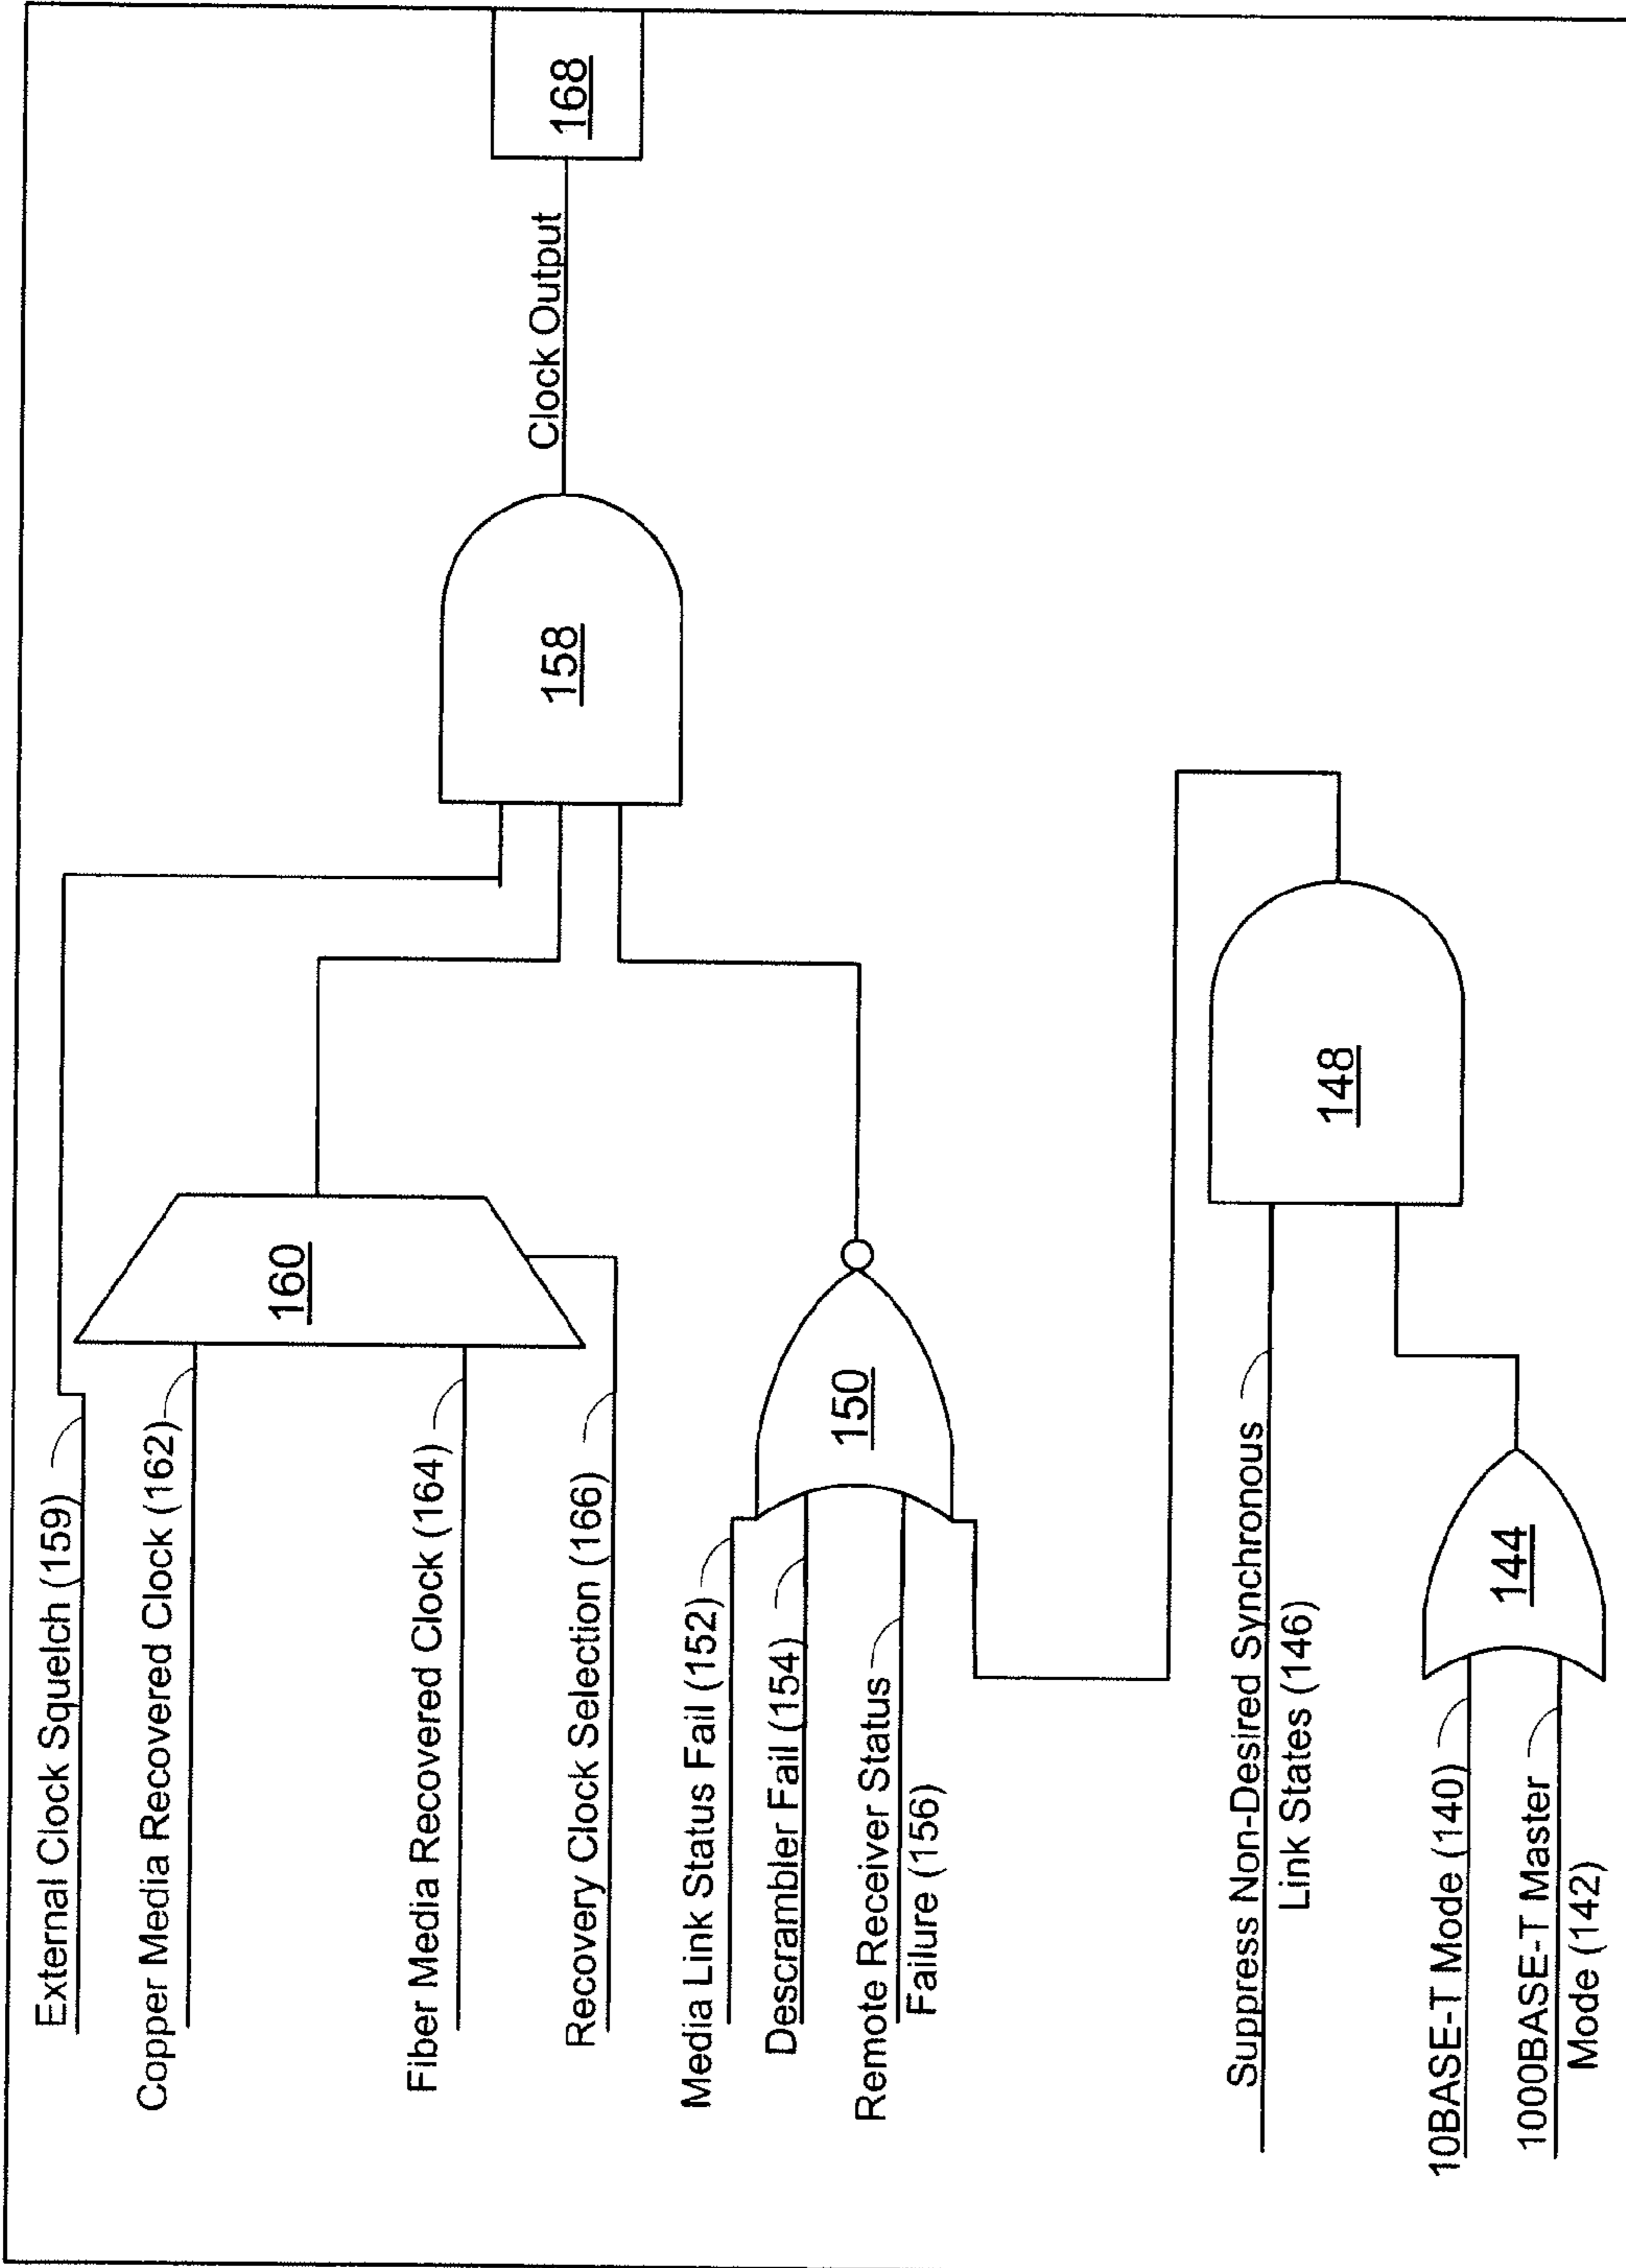 External Clock Squelch (159)
Copper Media Recovered Clock (162)
Fiber Media Recovered Clock (164)
Recovery Clock Selection (166)
160
Media Link Status Fail (152)
Descrambler Fail (154)
Remote Receiver Status
Failure (156)
150
158
Clock Output
168
Suppress Non-Desired Synchronous
Link States (146)
148
10BASE-T Mode (140)
1000BASE-T Master
Mode (142)
144